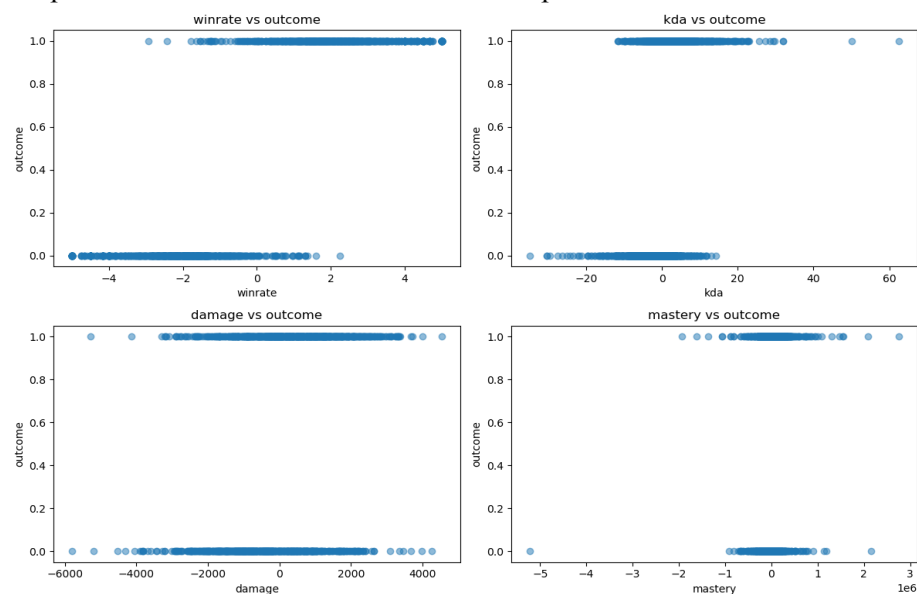 winrate vs outcome
1.0
0.8
0.6
0.4
0.2
0.0
outcome
−4 −2 0 2 4
winrate
kda vs outcome
1.0
0.8
0.6
0.4
0.2
0.0
outcome
−20 0 20 40 60
kda
damage vs outcome
1.0
0.8
0.6
0.4
0.2
0.0
outcome
−6000 −4000 −2000 0 2000 4000
damage
mastery vs outcome
1.0
0.8
0.6
0.4
0.2
0.0
outcome
−5 −4 −3 −2 −1 0 1 2 3
mastery
1e6